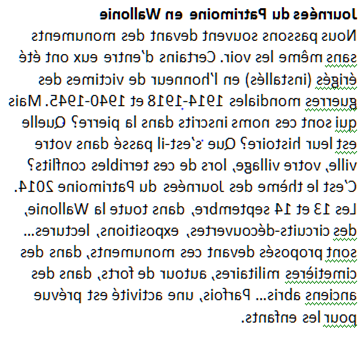 Journées du Patrimoine en Wallonie
Nous passons souvent devant des monuments
sans même les voir. Certains d'entre eux ont été
érigés (installés) en l'honneur de victimes des
guerres mondiales 1914-1918 et 1940-1945. Mais
qui sont ces noms inscrits dans la pierre? Quelle
est leur histoire? Que s'est-il passé dans votre
ville, votre village, lors de ces terribles conflits?
C'est le thème des Journées du Patrimoine 2014.
Les 13 et 14 septembre, dans toute la Wallonie,
des circuits-découvertes, expositions, lectures...
sont proposés devant ces monuments, dans des
cimetières militaires, autour de forts, dans des
anciens abris... Parfois, une activité est prévue
pour les enfants.